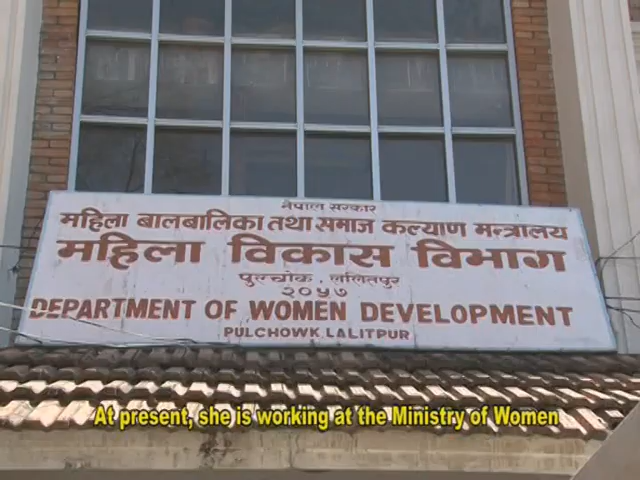 नेपाल सरकार
महिला बालबालिका तथा समाज कल्याण मन्त्रालय
महिला विकास विभाग
पुल्चोक, ललितपुर
२०५७
DEPARTMENT OF WOMEN DEVELOPMENT
PULCHOWK, LALITPUR
At present, she is working at the Ministry of Women